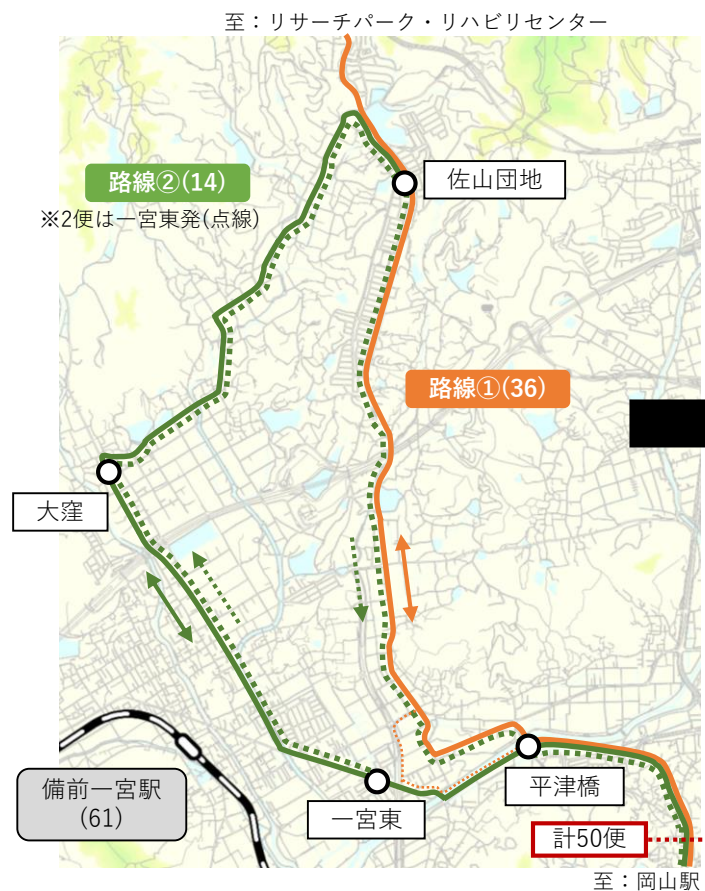 至：リサーチパーク・リハビリセンター
路線②(14)
※2便は一宮東発(点線)
佐山団地
路線①(36)
大窪
備前一宮駅
(61)
一宮東
平津橋
計50便
至：岡山駅